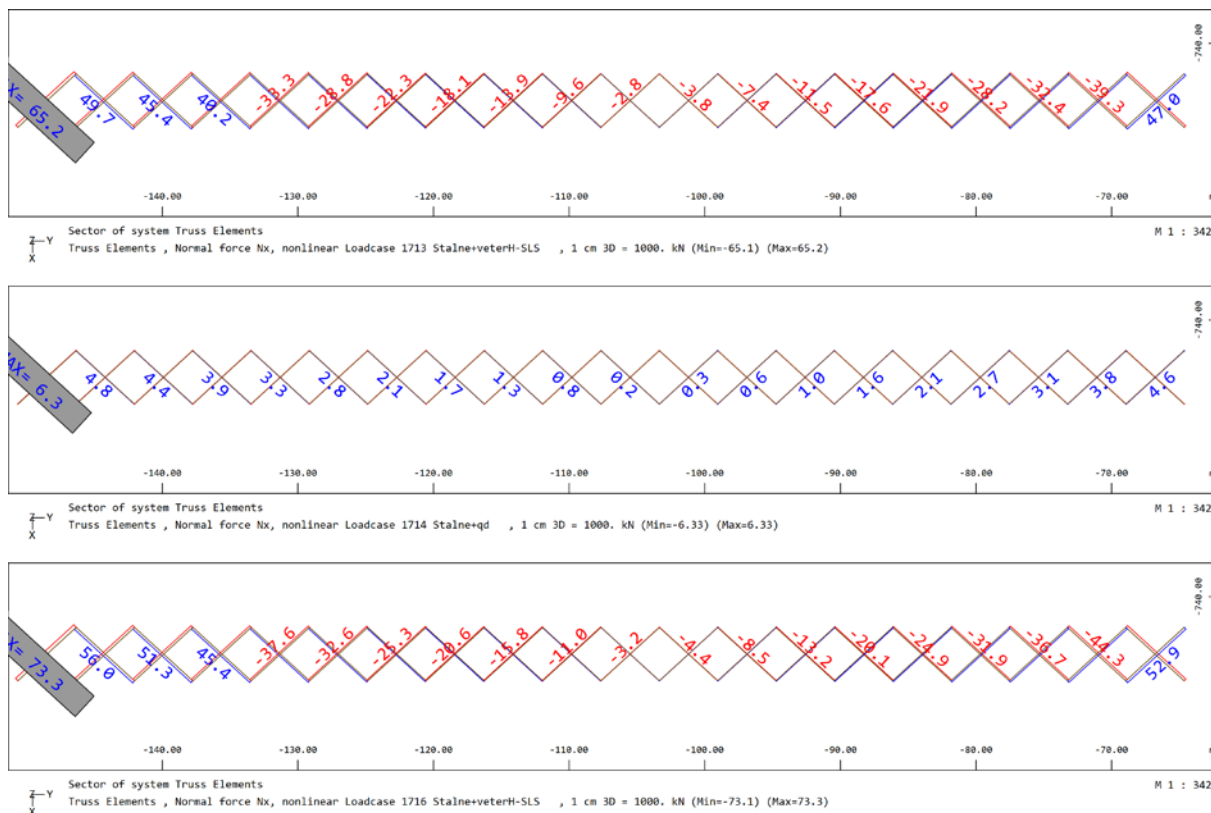 -740.00
-33.3 -28.8 -22.3 -18.1 -13.9 -9.6 -2.8 -3.8 -7.4 -11.5 -17.6 -21.9 -28.2 -39.3
X= 65.2 49.7 45.4 40.2 47.0
-140.00 -130.00 -120.00 -110.00 -100.00 -90.00 -80.00 -70.00
Z Y Sector of system Truss Elements M 1 : 342
X Truss Elements , Normal force Nx, nonlinear Loadcase 1713 Stalne+veterH-SLS , 1 cm 3D = 1000. kN (Min=-65.1) (Max=65.2)
-740.00
AX= 6.3 4.8 4.4 3.9 3.3 2.8 2.1 1.7 1.3 0.8 0.2 0.3 0.6 1.0 1.6 2.1 2.7 3.1 3.8 4.6
-140.00 -130.00 -120.00 -110.00 -100.00 -90.00 -80.00 -70.00
Z Y Sector of system Truss Elements M 1 : 342
X Truss Elements , Normal force Nx, nonlinear Loadcase 1714 Stalne+qd , 1 cm 3D = 1000. kN (Min=-6.33) (Max=6.33)
-740.00
-37.6 -32.6 -25.3 -20.6 -15.8 -11.0 -3.2 -4.4 -8.5 -13.2 -20.1 -24.9 -31.9 -36.7 -44.3
X= 73.3 56.0 51.3 45.4 52.9
-140.00 -130.00 -120.00 -110.00 -100.00 -90.00 -80.00 -70.00
Z Y Sector of system Truss Elements M 1 : 342
X Truss Elements , Normal force Nx, nonlinear Loadcase 1716 Stalne+veterH-SLS , 1 cm 3D = 1000. kN (Min=-73.1) (Max=73.3)